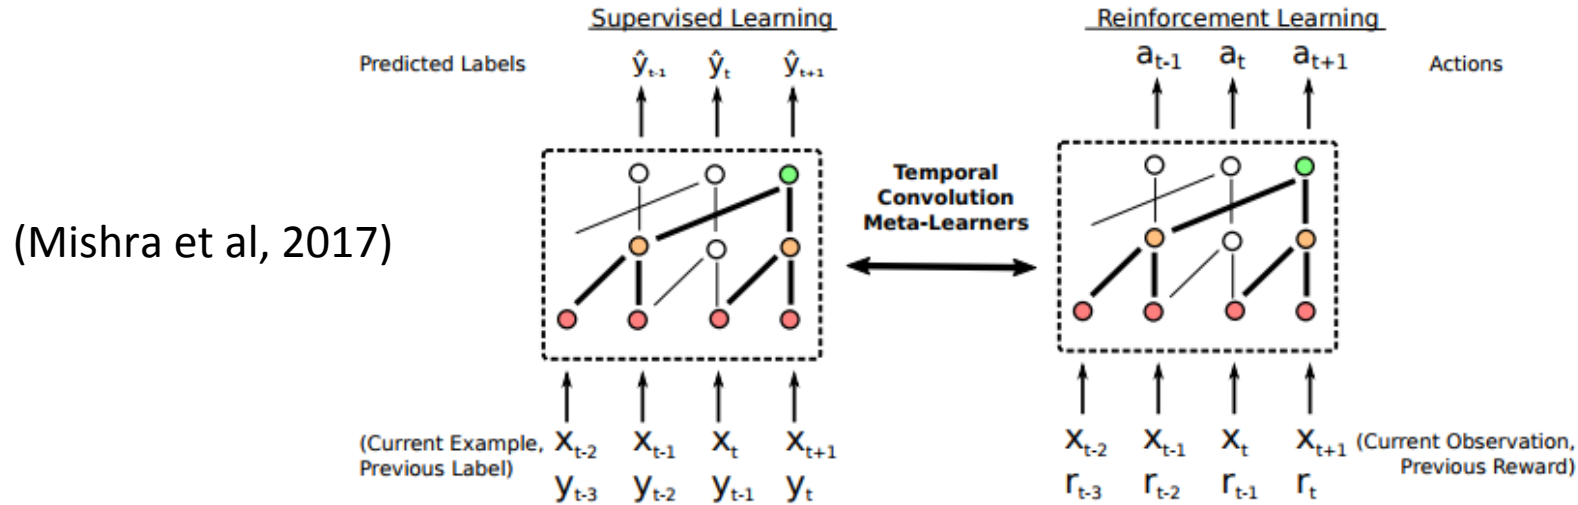 Supervised Learning
Reinforcement Learning
Predicted Labels ŷt-1 ŷt ŷt+1
at-1 at at+1 Actions
Temporal
Convolution
Meta-Learners
(Mishra et al, 2017)
(Current Example,
Previous Label)
xt-2 xt-1 xt xt+1
yt-3 yt-2 yt-1 yt
xt-2 xt-1 xt xt+1
rt-3 rt-2 rt-1 rt
(Current Observation,
Previous Reward)